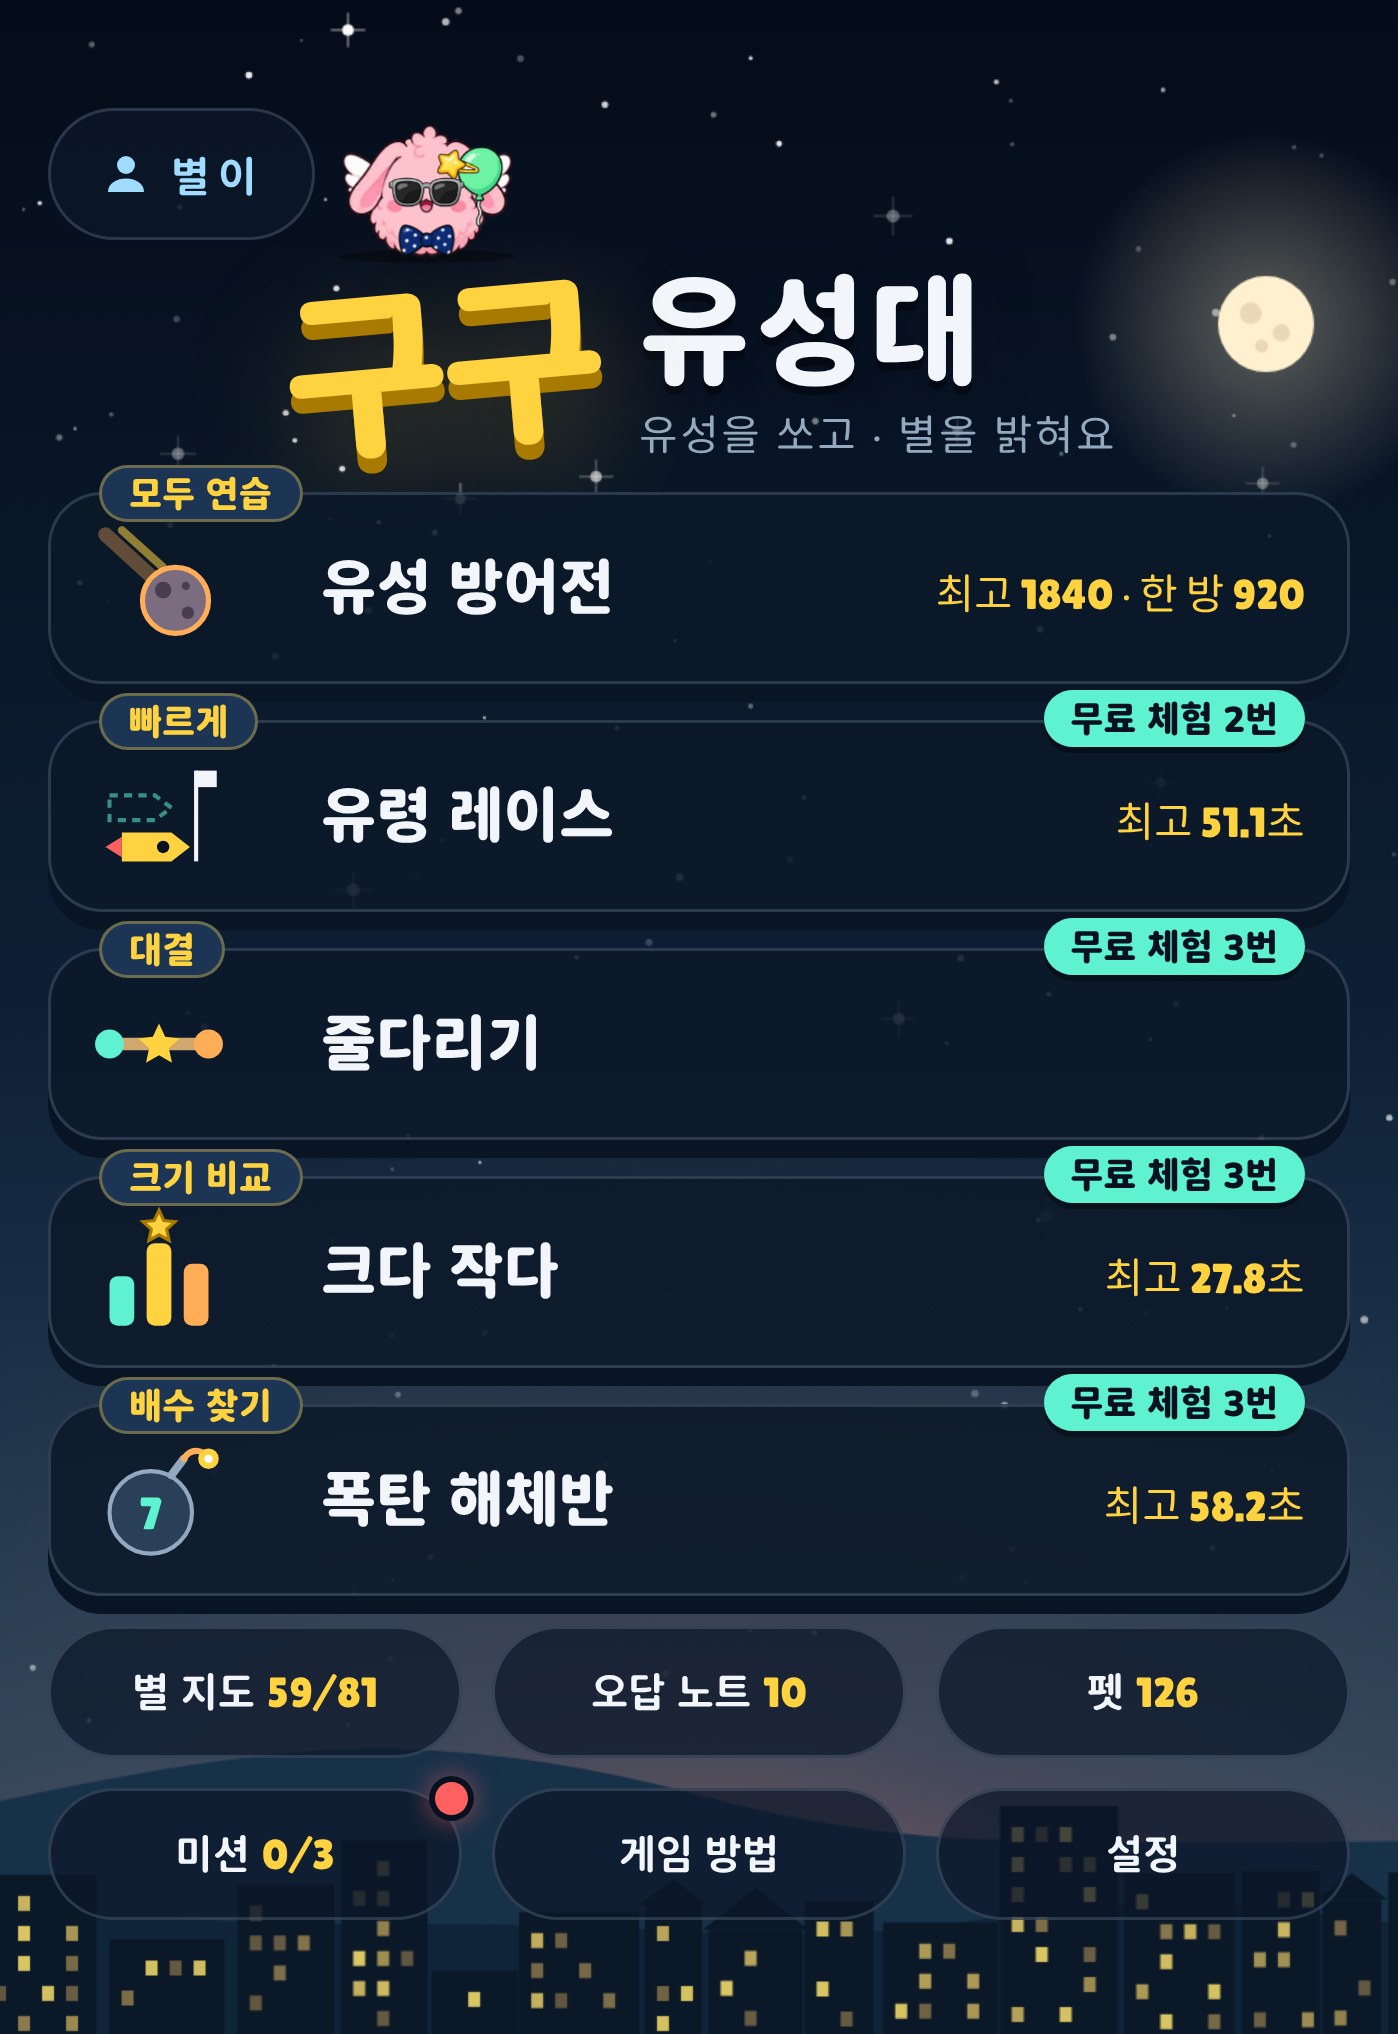 별이
구구 유성대
유성을 쏘고 · 별을 밝혀요
모두 연습
유성 방어전
최고 1840 · 한 방 920
빠르게
무료 체험 2번
유령 레이스
최고 51.1초
대결
무료 체험 3번
줄다리기
크기 비교
무료 체험 3번
크다 작다
최고 27.8초
배수 찾기
무료 체험 3번
7
폭탄 해체반
최고 58.2초
별 지도 59/81
오답 노트 10
펫 126
미션 0/3
게임 방법
설정